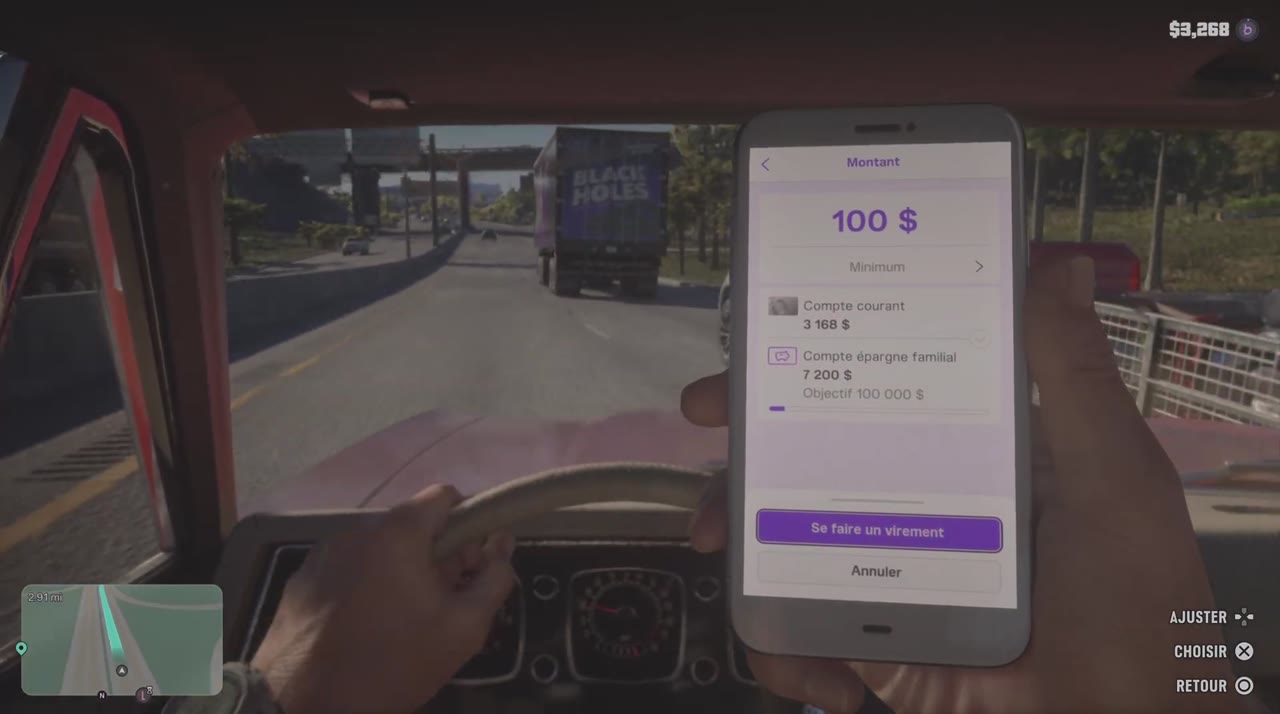 $3,268
BLACK
HOLES
Montant
100 $
Minimum
Compte courant
3 168 $
Compte épargne familial
7 200 $
Objectif 100 000 $
Se faire un virement
Annuler
2.91 mi
N
L
AJUSTER
CHOISIR
RETOUR